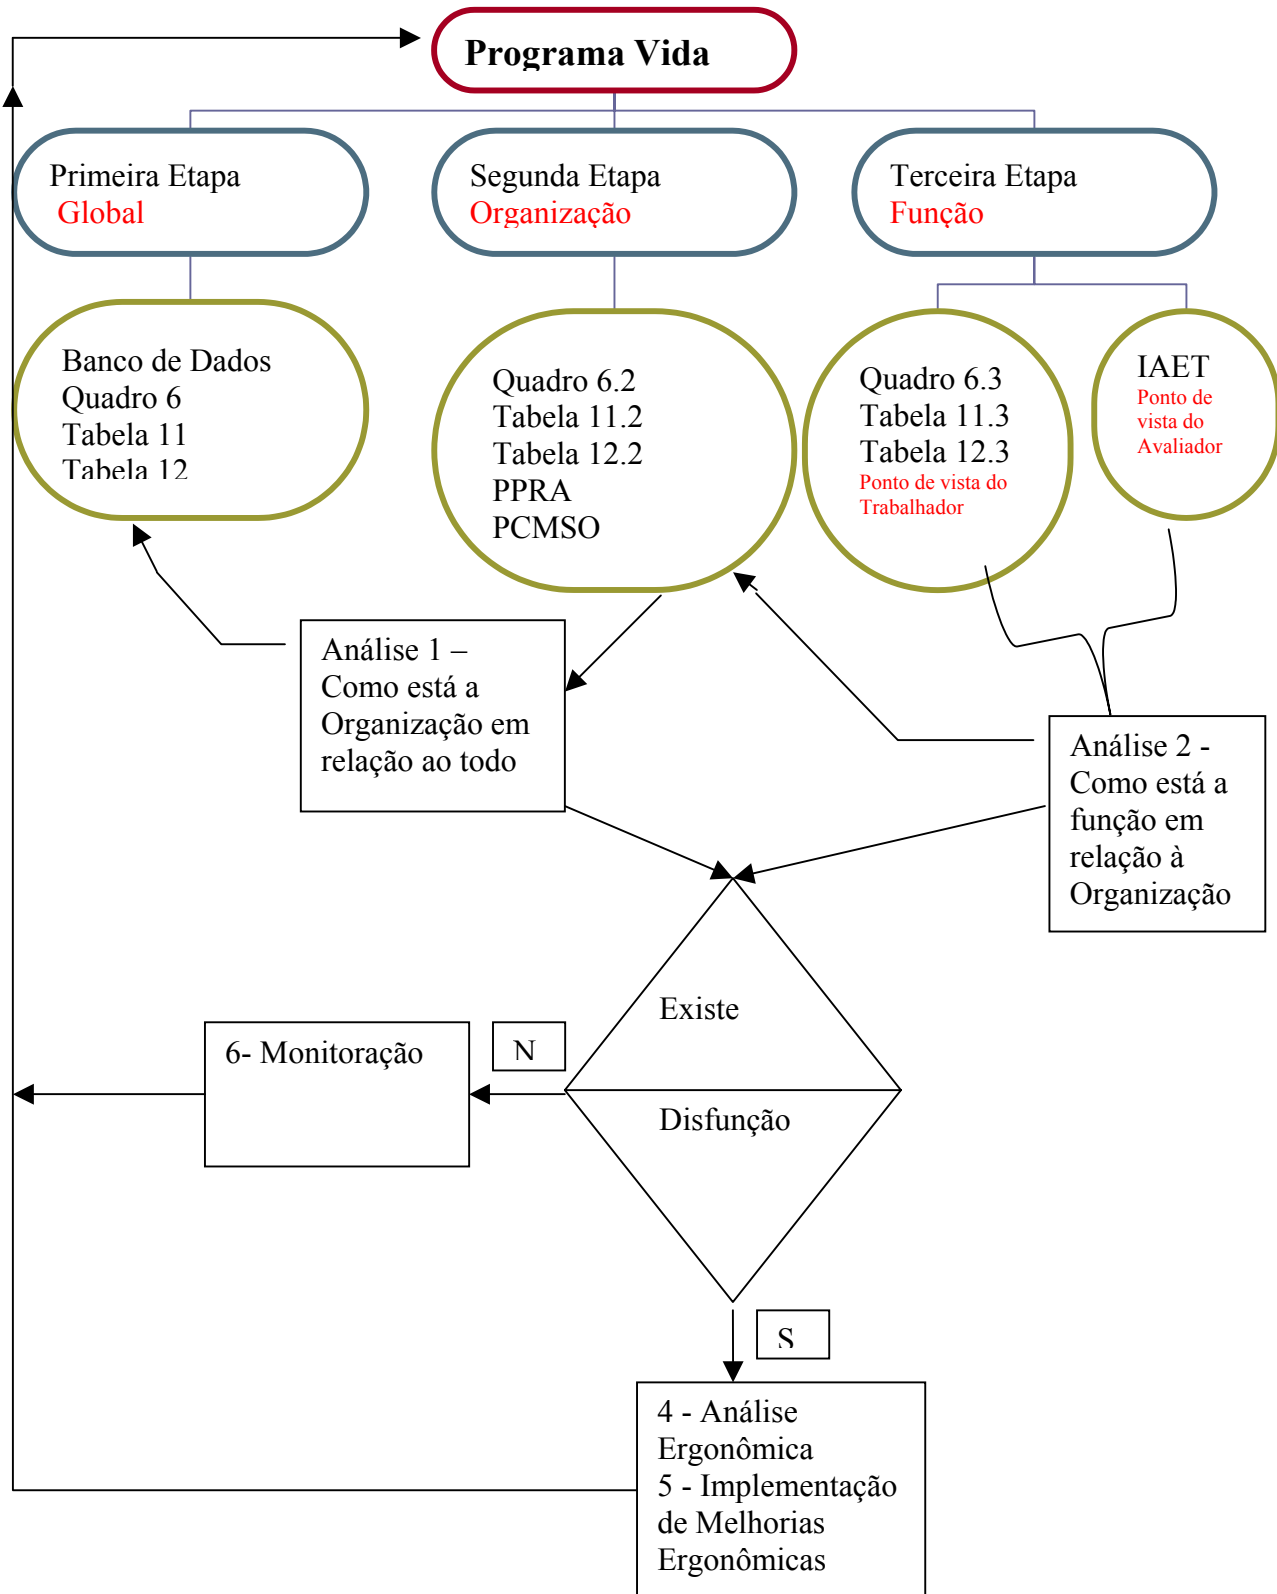 Programa Vida
Primeira Etapa
Global
Segunda Etapa
Organização
Terceira Etapa
Função
Banco de Dados
Quadro 6
Tabela 11
Tabela 12
Quadro 6.2
Tabela 11.2
Tabela 12.2
PPRA
PCMSO
Quadro 6.3
Tabela 11.3
Tabela 12.3
Ponto de vista do
Trabalhador
IAET
Ponto de
vista do
Avaliador
Análise 1 –
Como está a
Organização em
relação ao todo
Análise 2 -
Como está a
função em
relação à
Organização
Existe
Disfunção
N
6- Monitoração
S
4 - Análise
Ergonômica
5 - Implementação
de Melhorias
Ergonômicas